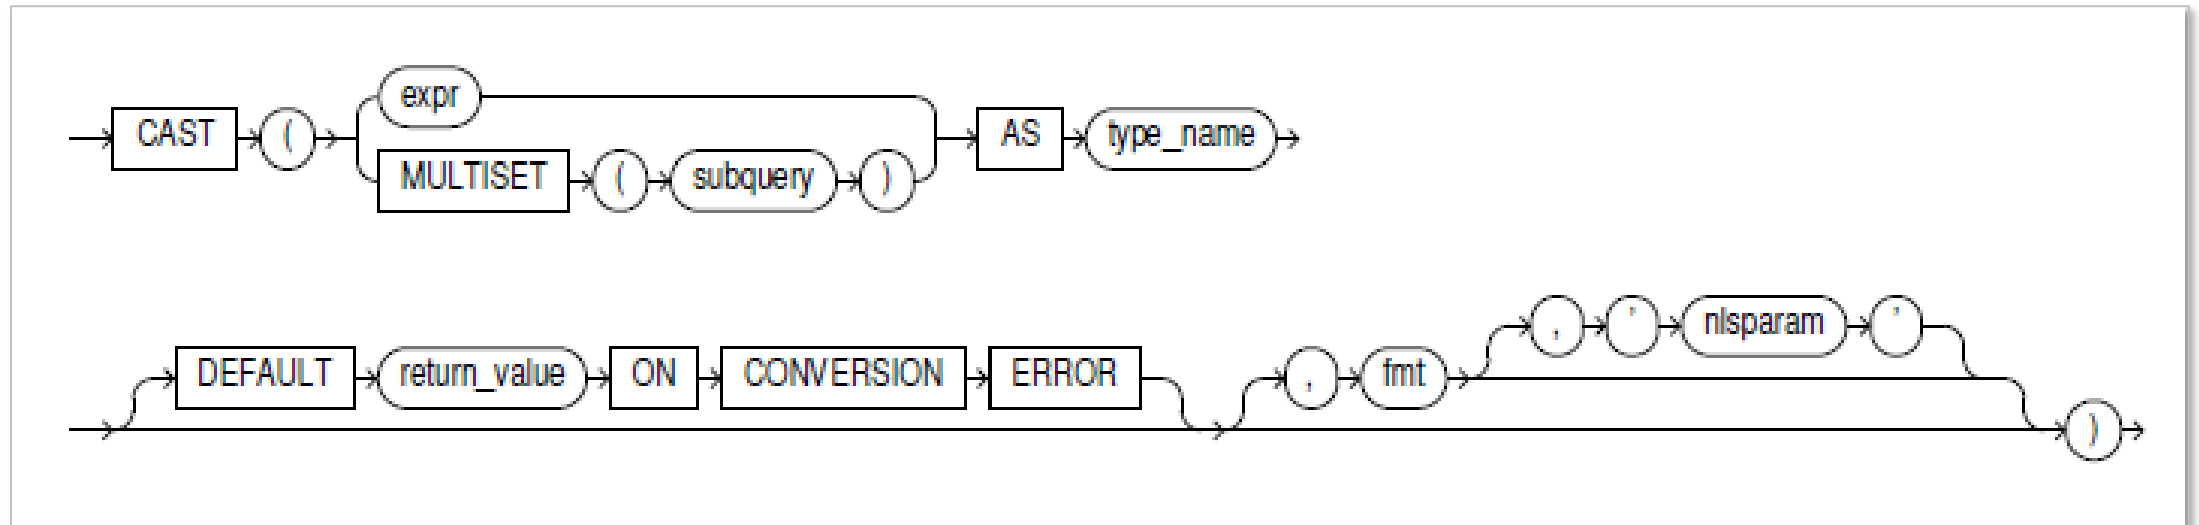 CAST ( expr AS type_name
MULTISET ( subquery )
DEFAULT return_value ON CONVERSION ERROR , fmt , ' nlsparam '
)